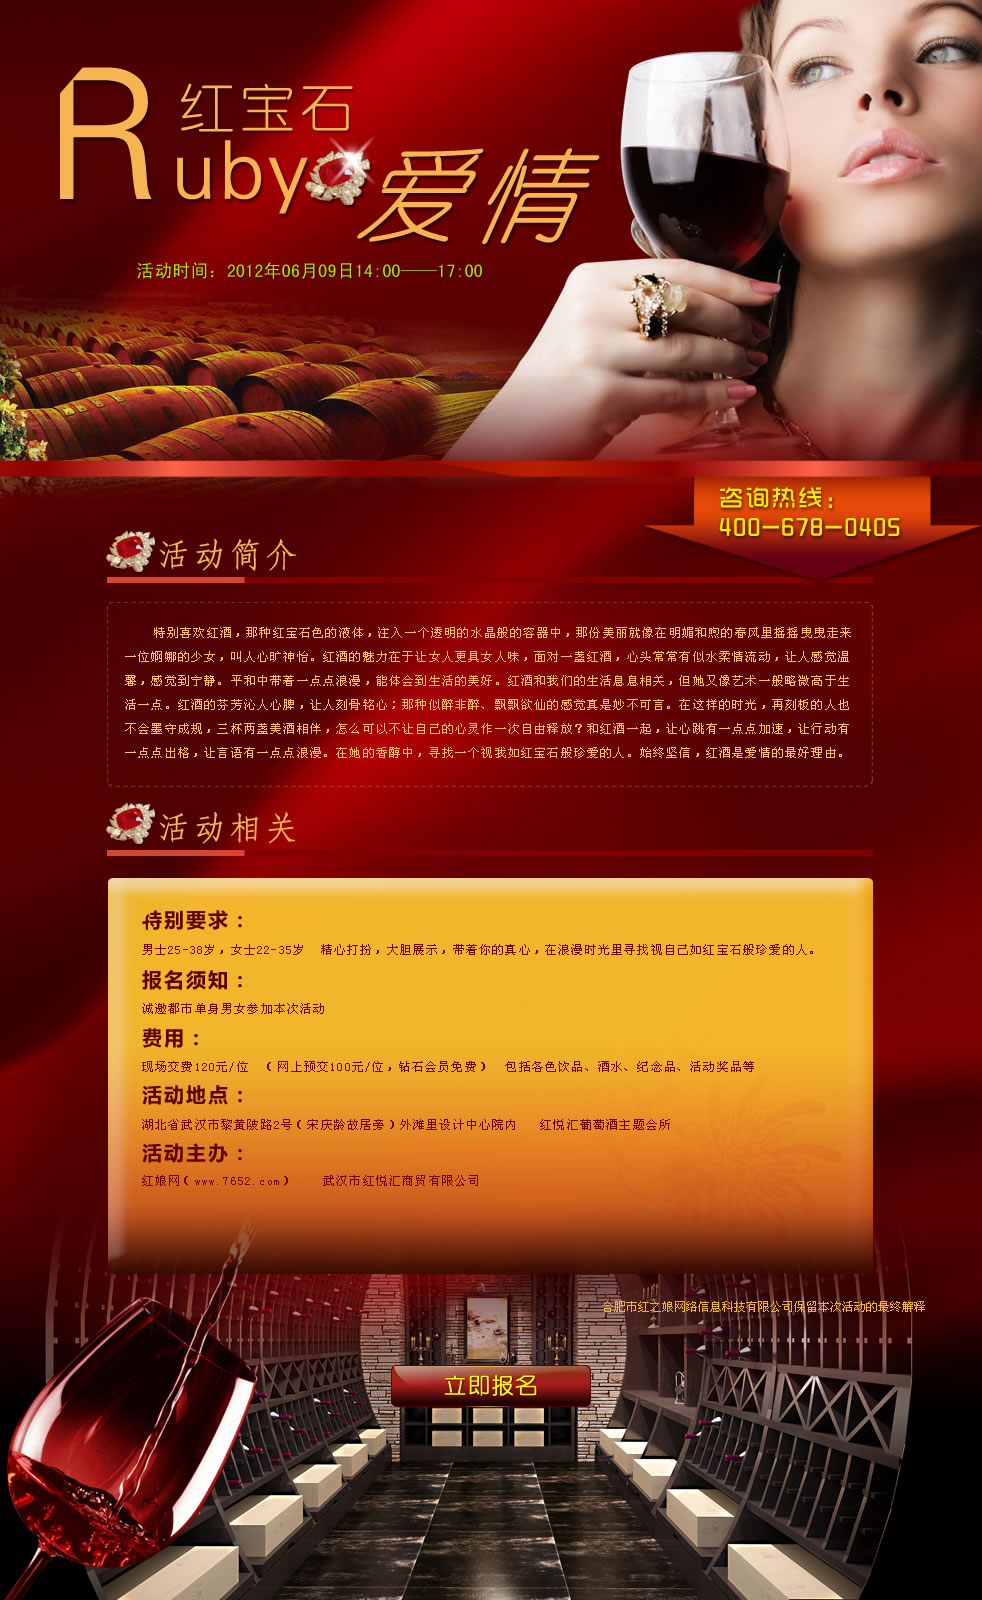 红宝石
Ruby
爱情
活动时间：2012年06月09日14:00——17:00
咨询热线：
400-678-0405
活动简介
特别喜欢红酒，那种红宝石色的液体，注入一个透明的水晶般的容器中，那份美丽就像在明媚和煦的春风里摇摇曳曳走来
一位婀娜的少女，叫人心旷神怡。红酒的魅力在于让女人更具女人味，面对一盏红酒，心头常常有似水柔情流动，让人感觉温
馨，感觉到宁静。平和中带着一点点浪漫，能体会到生活的美好。红酒和我们的生活息息相关，但她又像艺术一般略微高于生
活一点。红酒的芬芳沁人心脾，让人刻骨铭心；那种似醉非醉、飘飘欲仙的感觉真是妙不可言。在这样的时光，再刻板的人也
不会墨守成规，三杯两盏美酒相伴，怎么可以不让自己的心灵作一次自由释放？和红酒一起，让心跳有一点点加速，让行动有
一点点出格，让言语有一点点浪漫。在她的香醇中，寻找一个视我如红宝石般珍爱的人。始终坚信，红酒是爱情的最好理由。
活动相关
特别要求：
男士25-38岁，女士22-35岁 精心打扮，大胆展示，带着你的真心，在浪漫时光里寻找视自己如红宝石般珍爱的人。
报名须知：
诚邀都市单身男女参加本次活动
费用：
现场交费120元/位 （网上预交100元/位，钻石会员免费） 包括各色饮品、酒水、纪念品、活动奖品等
活动地点：
湖北省武汉市黎黄陂路2号（宋庆龄故居旁）外滩里设计中心院内 红悦汇葡萄酒主题会所
活动主办：
红娘网（www.7652.com） 武汉市红悦汇商贸有限公司
合肥市红之娘网络信息科技有限公司保留本次活动的最终解释
立即报名